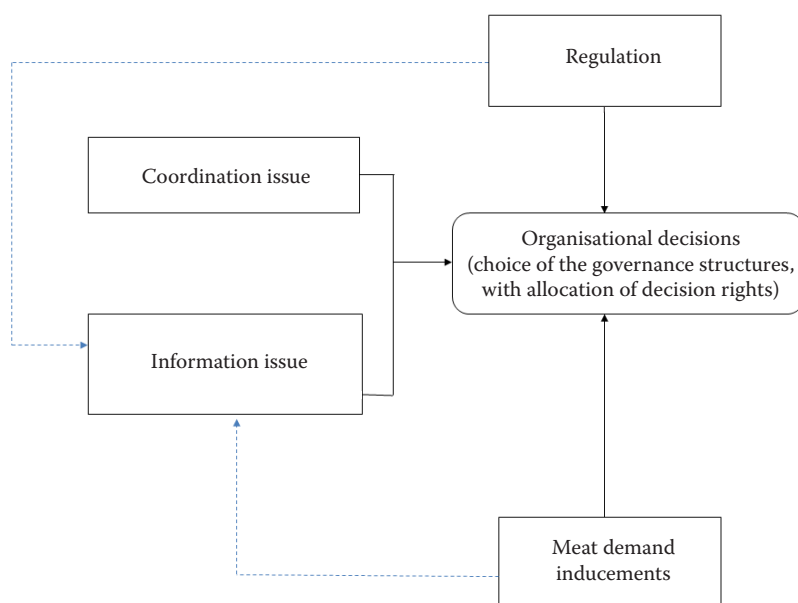 Regulation
Coordination issue
Organisational decisions
(choice of the governance structures,
with allocation of decision rights)
Information issue
Meat demand
inducements